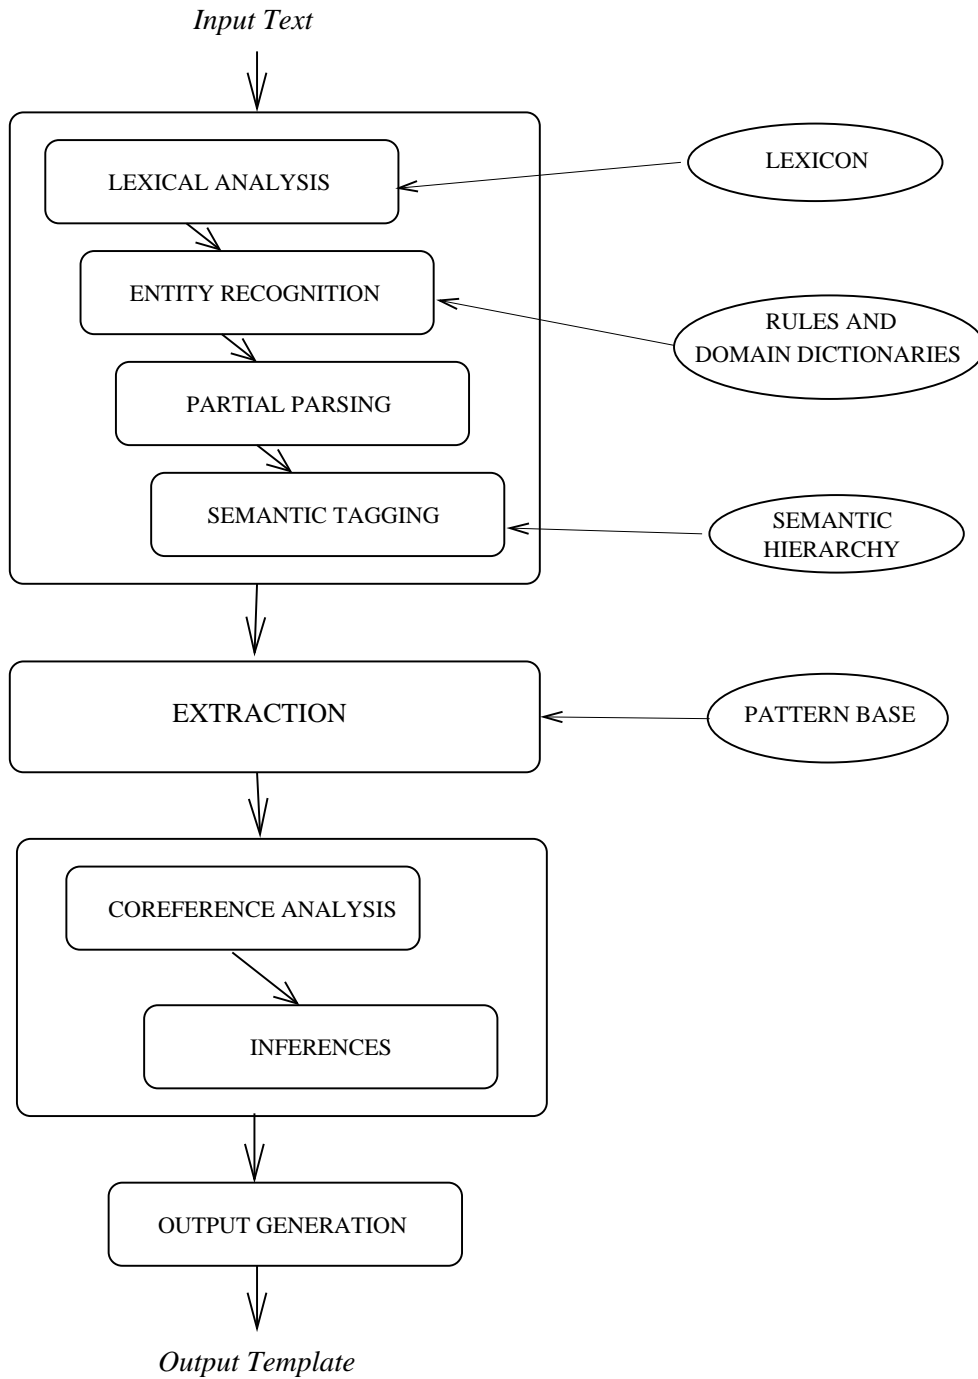 Input Text
LEXICAL ANALYSIS
LEXICON
ENTITY RECOGNITION
RULES AND
DOMAIN DICTIONARIES
PARTIAL PARSING
SEMANTIC TAGGING
SEMANTIC
HIERARCHY
EXTRACTION
PATTERN BASE
COREFERENCE ANALYSIS
INFERENCES
OUTPUT GENERATION
Output Template